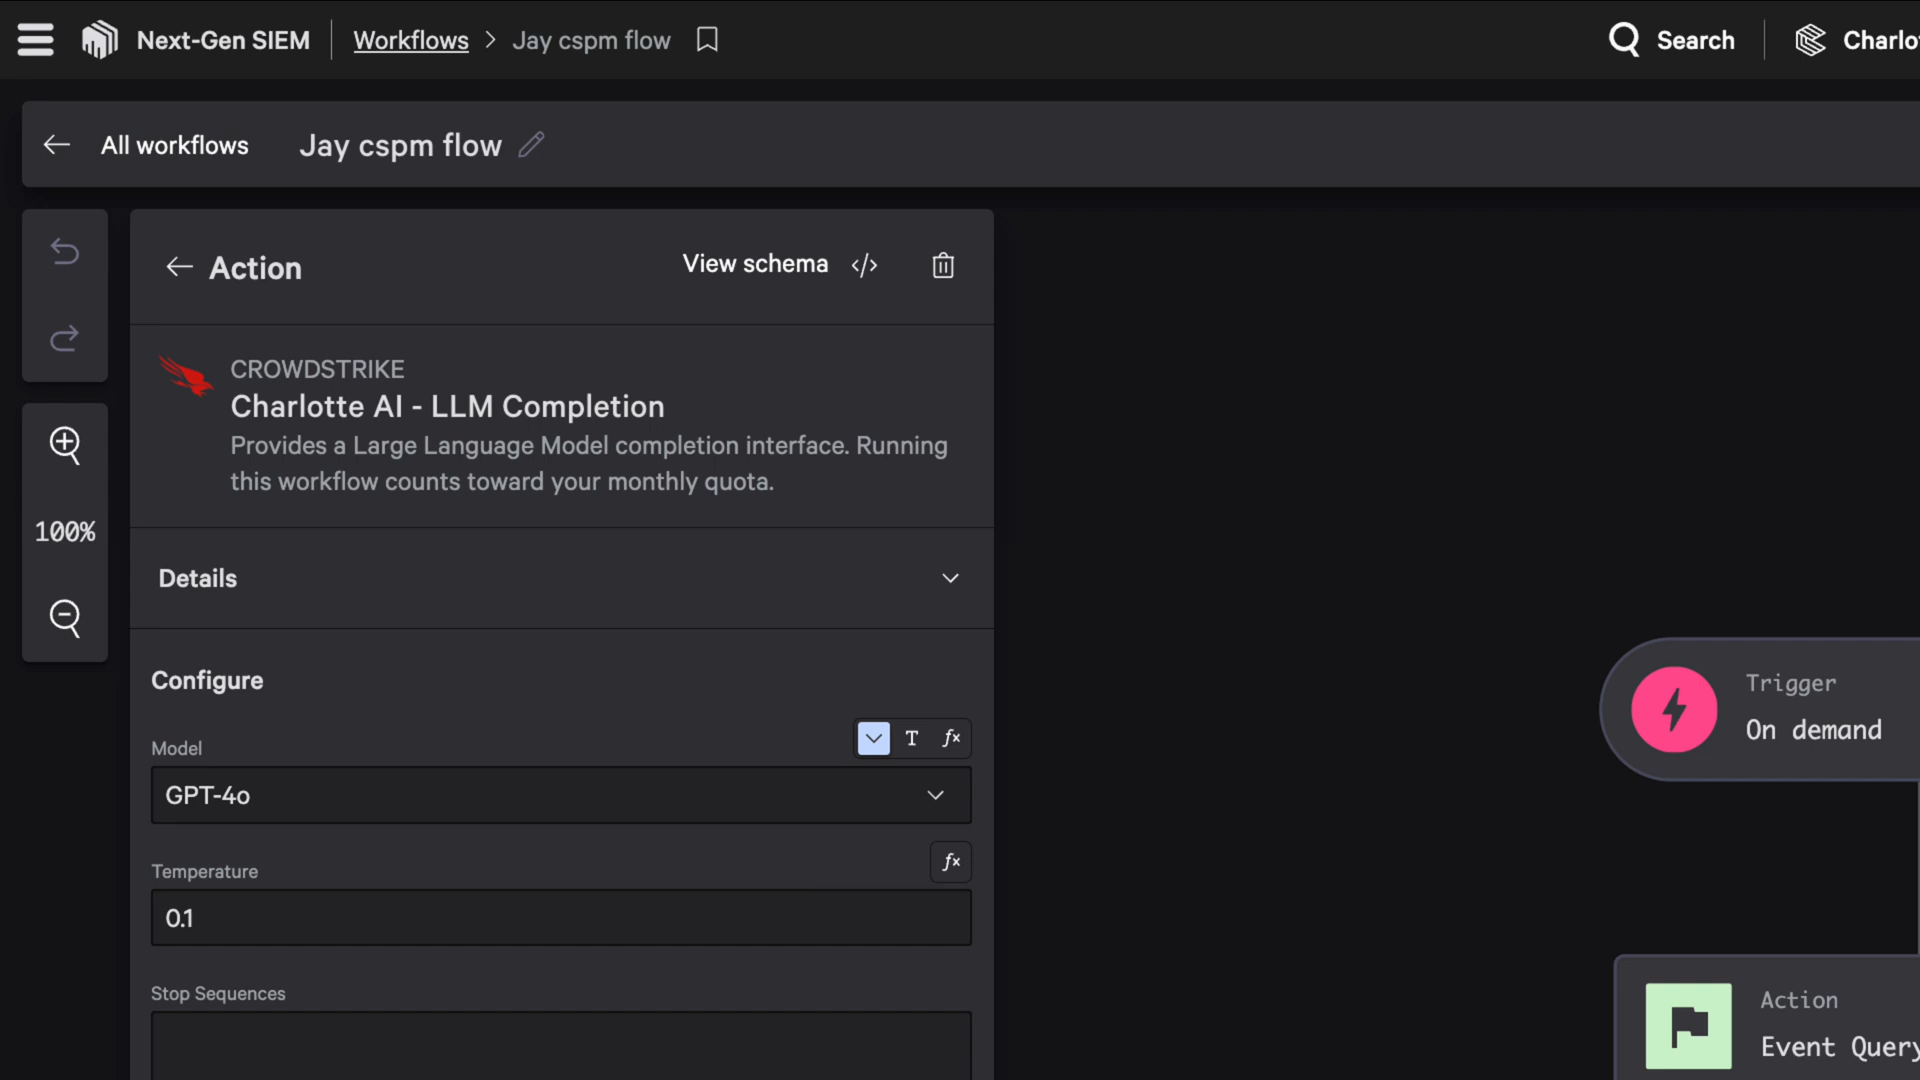 Next-Gen SIEM
Workflows > Jay cspm flow
Search
Charlo
All workflows
Jay cspm flow
Action
View schema </>
CROWDSTRIKE
Charlotte AI - LLM Completion
Provides a Large Language Model completion interface. Running
this workflow counts toward your monthly quota.
100%
Details
Configure
Model
T
fx
GPT-4o
Temperature
fx
0.1
Stop Sequences
Trigger
On demand
Action
Event Query